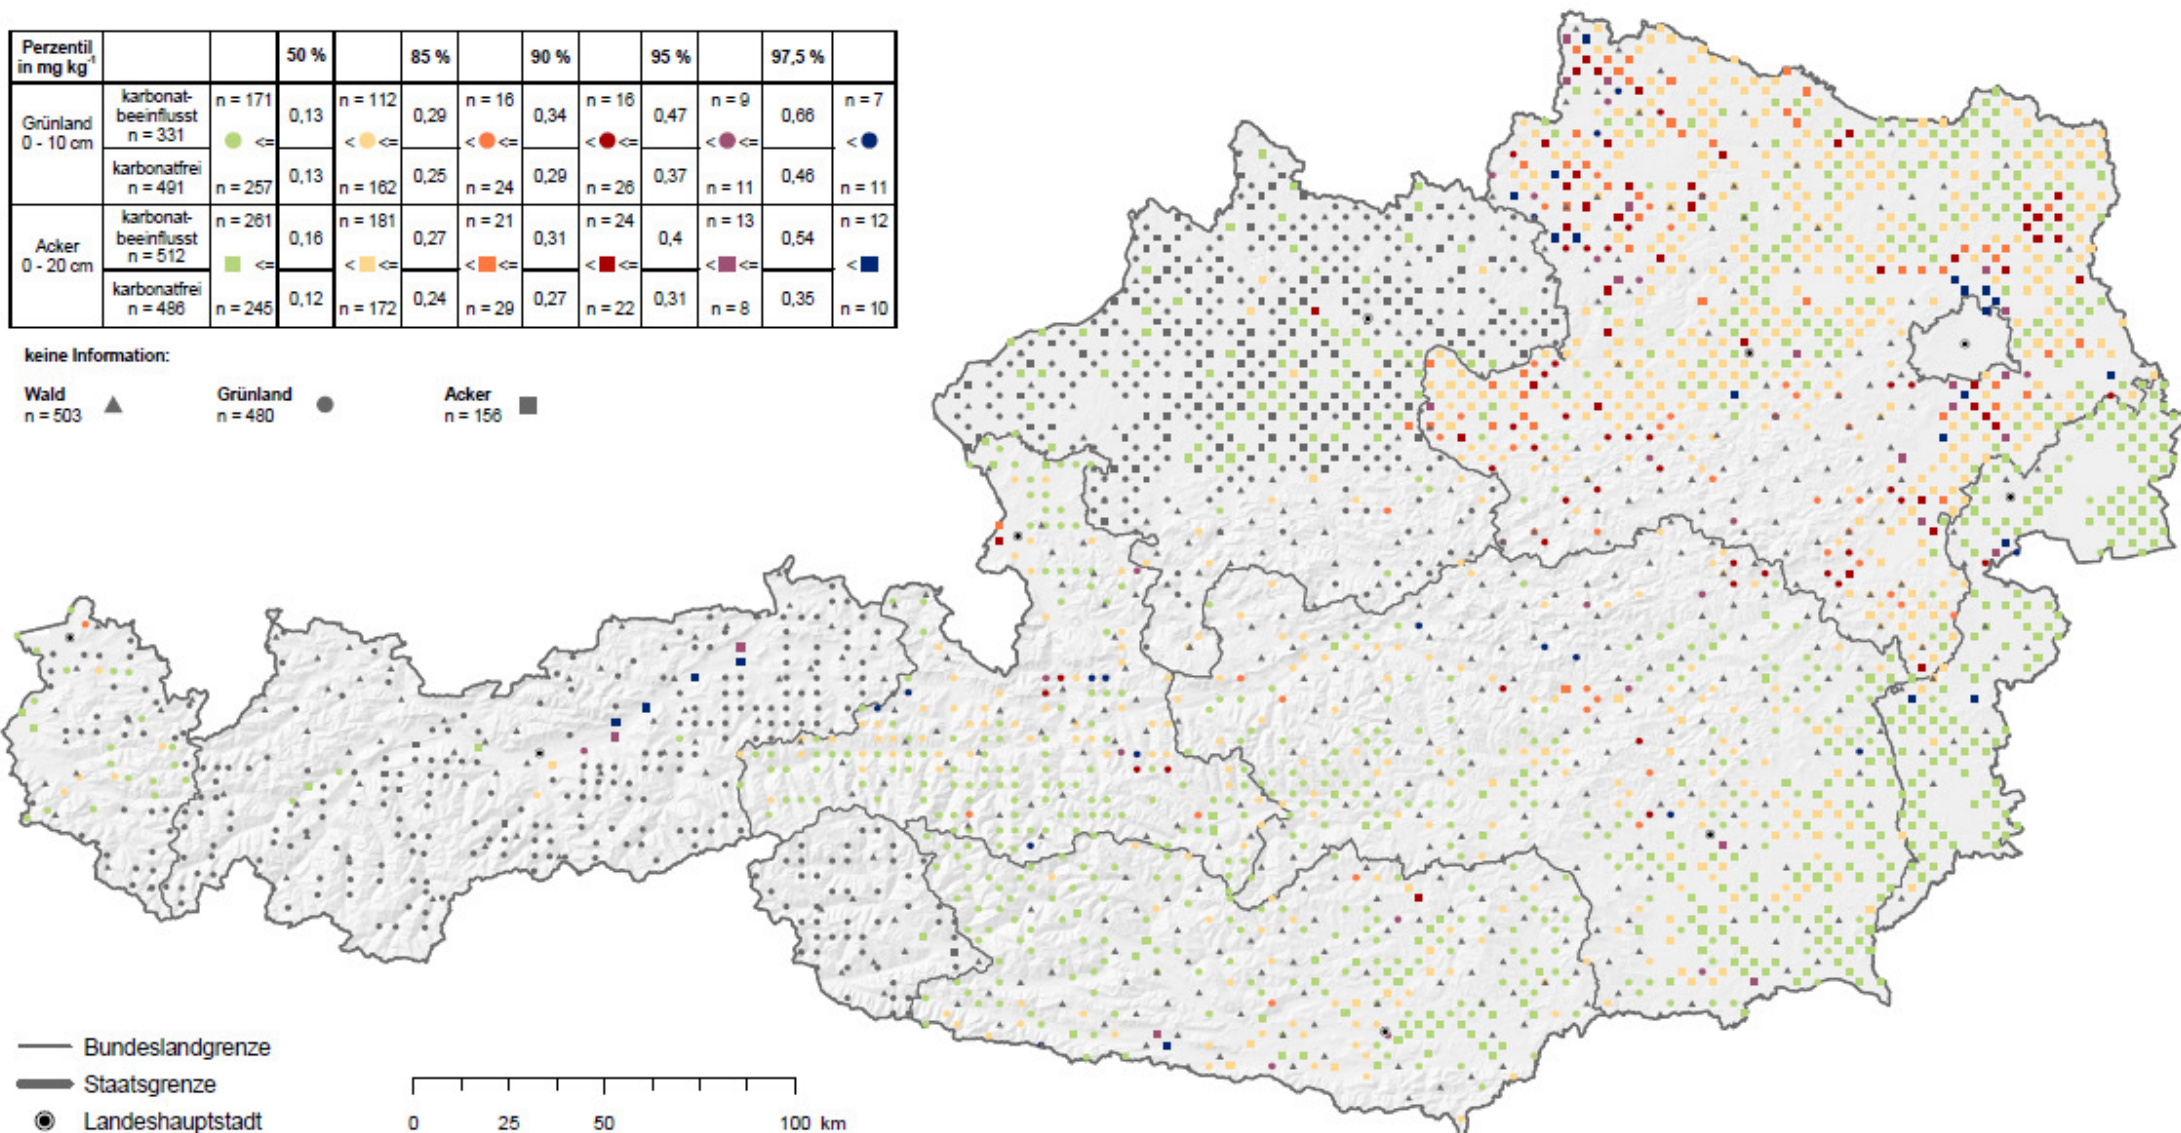 Perzentil
in mg kg-1
50 %
85 %
90 %
95 %
97,5 %
Grünland
0 - 10 cm
karbonat-
beeinflusst
n = 331
n = 171
<=
0,13
n = 112
< <=
0,29
n = 16
< <=
0,34
n = 16
< <=
0,47
n = 9
< <=
0,66
n = 7
<
karbonatfrei
n = 491
n = 257
0,13
n = 162
0,25
n = 24
0,29
n = 26
0,37
n = 11
0,46
n = 11
Acker
0 - 20 cm
karbonat-
beeinflusst
n = 512
n = 261
<=
0,16
n = 181
< <=
0,27
n = 21
< <=
0,31
n = 24
< <=
0,4
n = 13
< <=
0,54
n = 12
<
karbonatfrei
n = 486
n = 245
0,12
n = 172
0,24
n = 29
0,27
n = 22
0,31
n = 8
0,35
n = 10
keine Information:
Wald
n = 503
Grünland
n = 480
Acker
n = 156
Bundeslandgrenze
Staatsgrenze
Landeshauptstadt
0 25 50 100 km